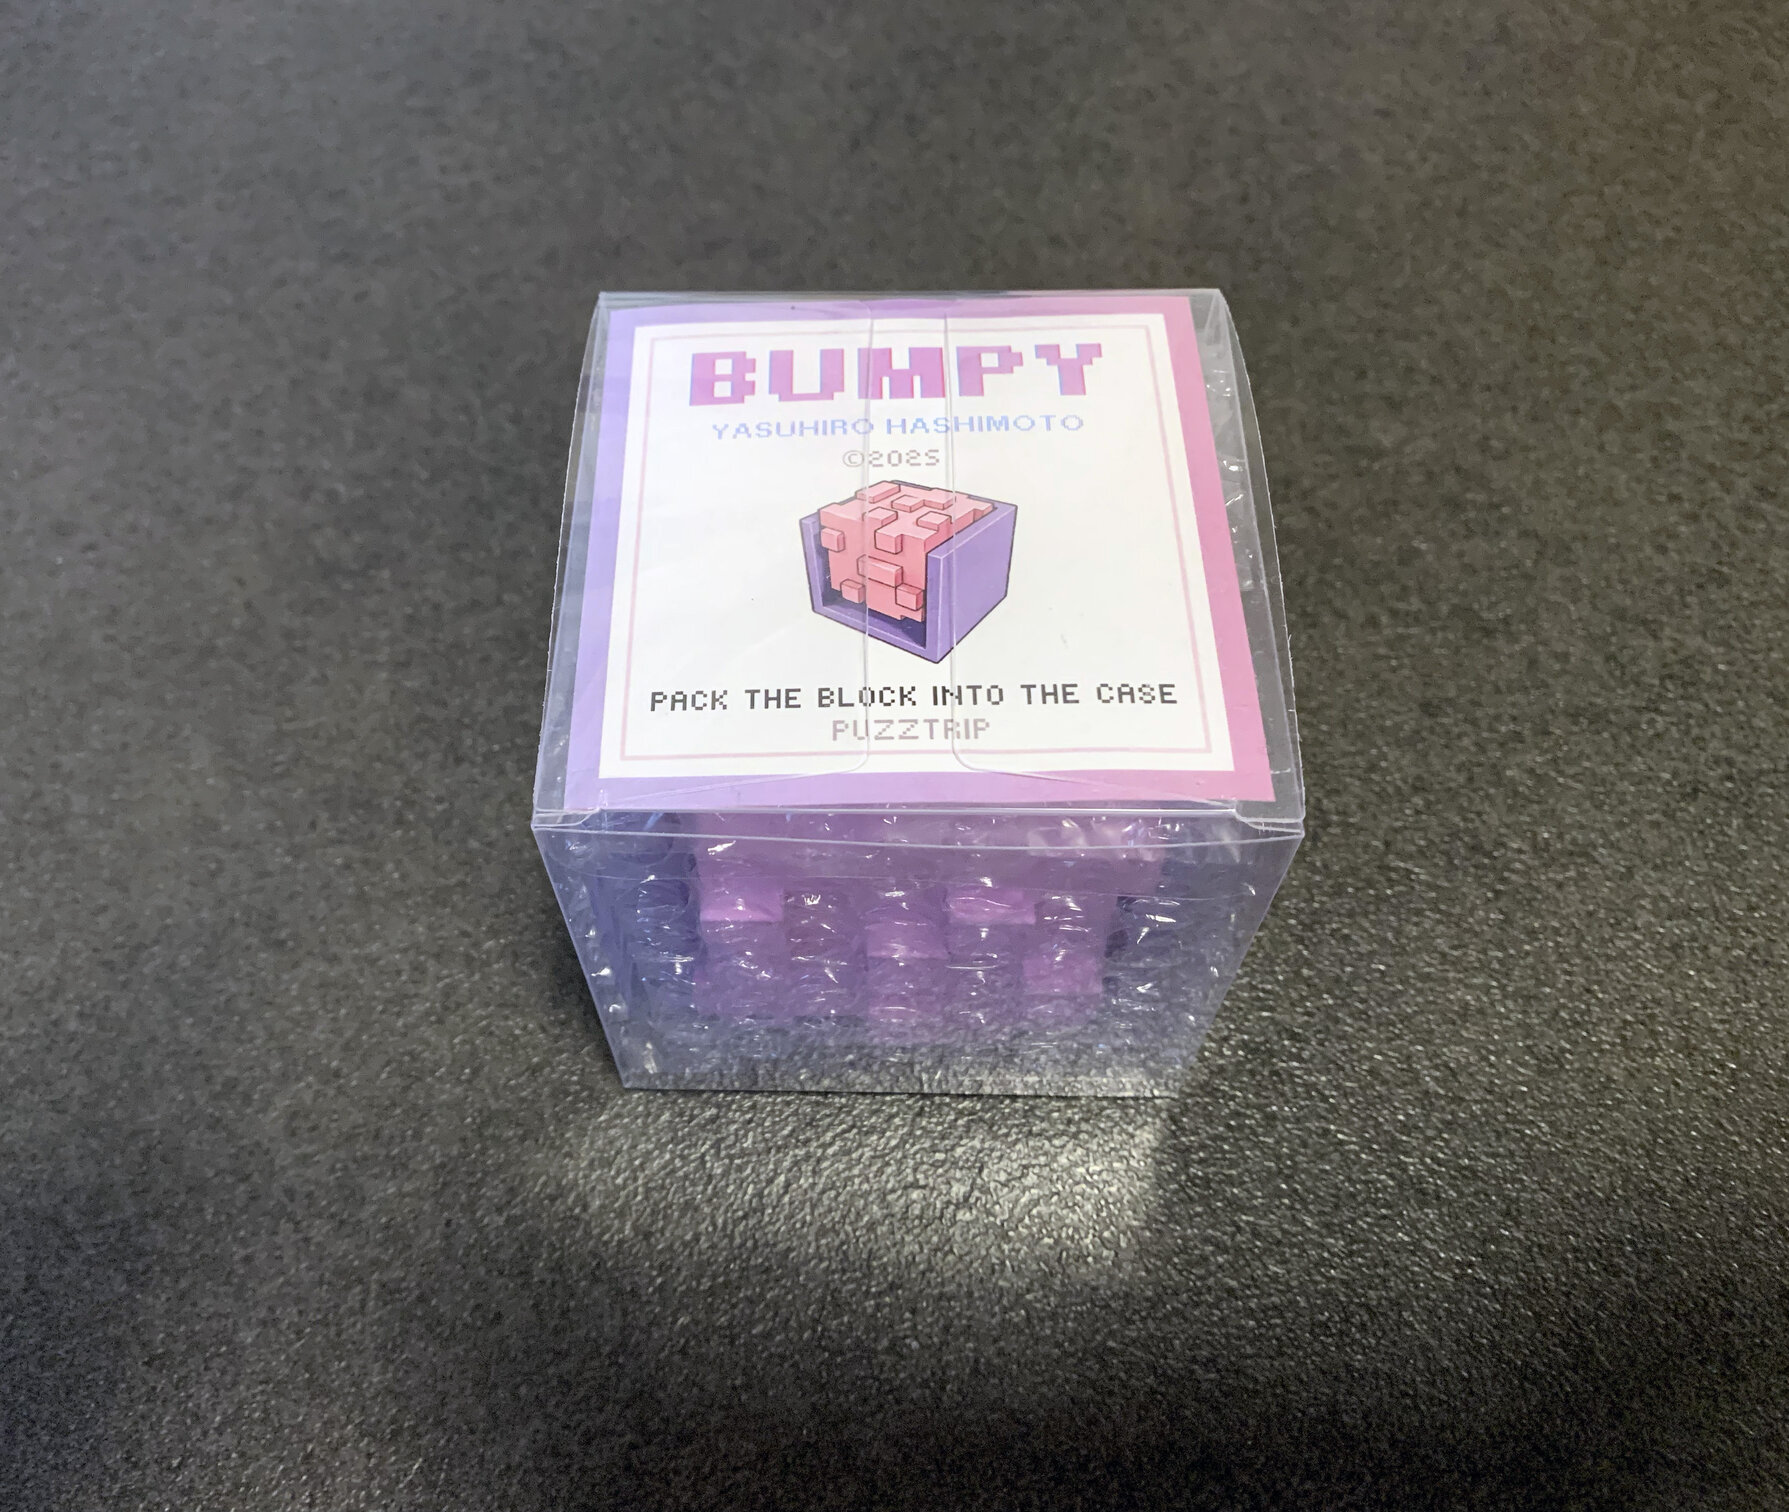 BUMPY
YASUHIRO HASHIMOTO
©2025
PACK THE BLOCK INTO THE CASE
PUZZTRIP